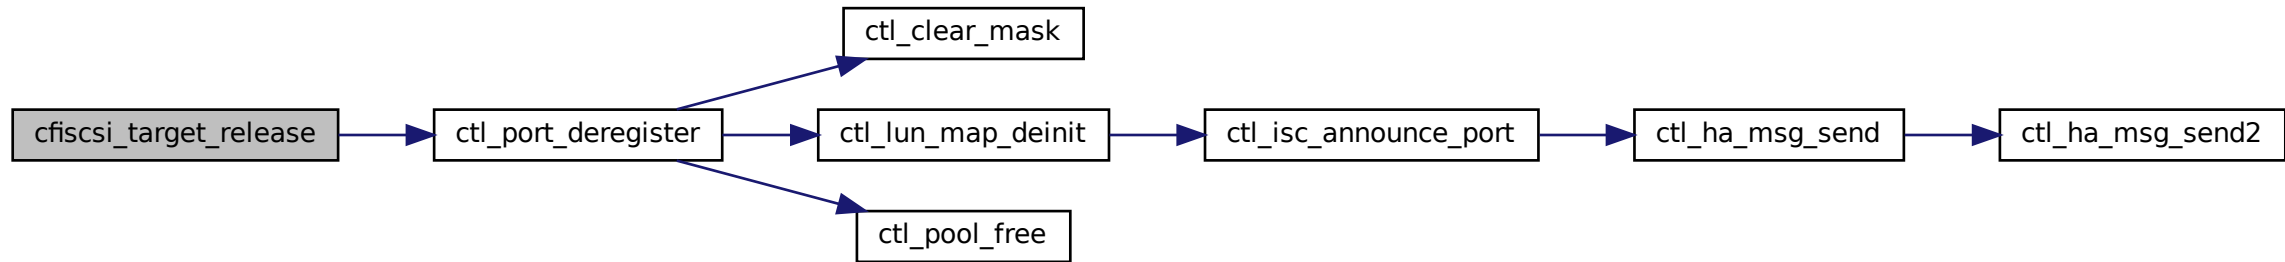 ctl_clear_mask
cfiscsi_target_release
ctl_port_deregister
ctl_lun_map_deinit
ctl_isc_announce_port
ctl_ha_msg_send
ctl_ha_msg_send2
ctl_pool_free